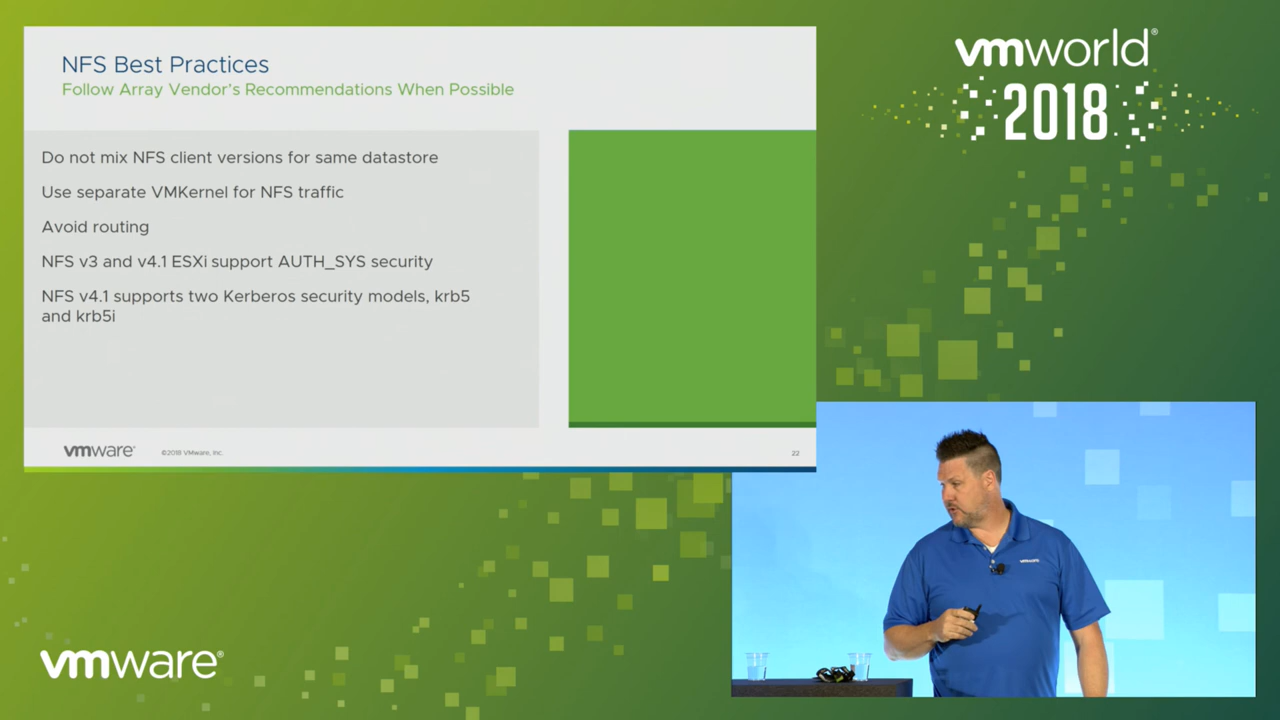 NFS Best Practices
Follow Array Vendor's Recommendations When Possible
Do not mix NFS client versions for same datastore
Use separate VMKernel for NFS traffic
Avoid routing
NFS v3 and v4.1 ESXi support AUTH_SYS security
NFS v4.1 supports two Kerberos security models, krb5
and krb5i
vmware
©2018 VMware, Inc.
22
vmworld®
2018
vmware
vmware®